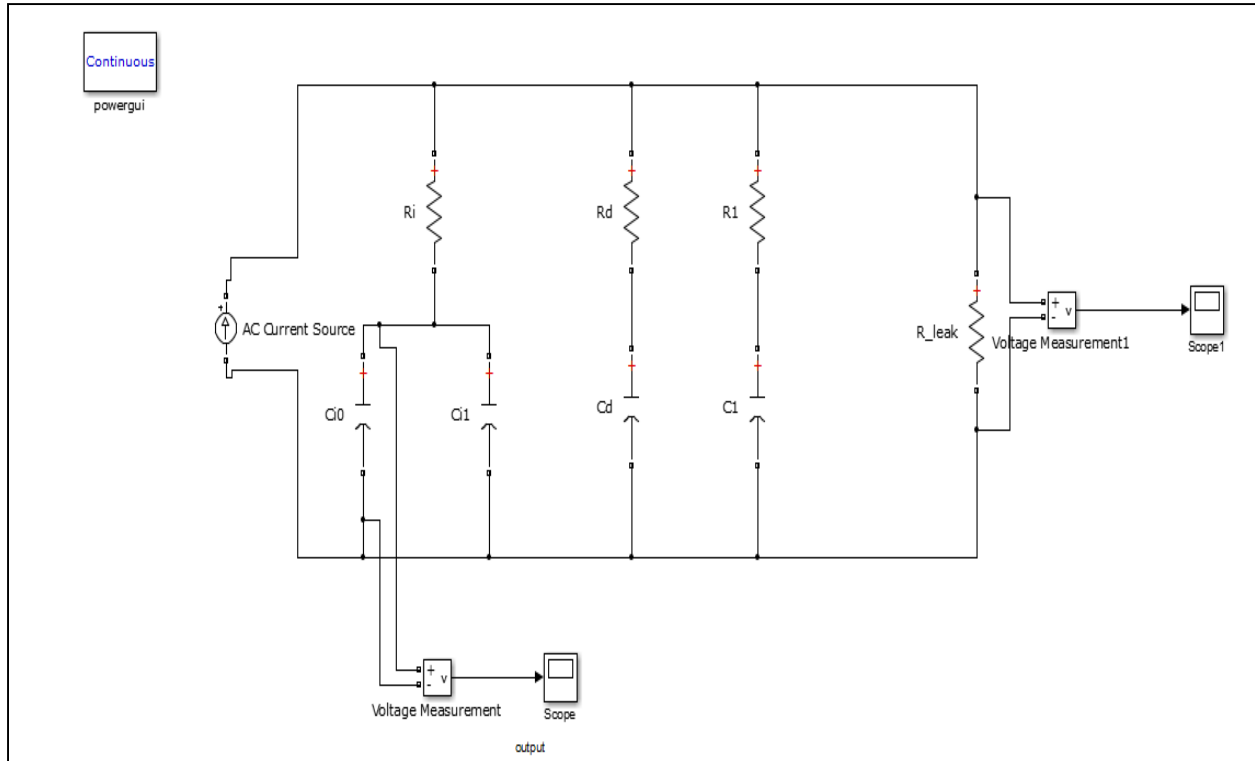 Continuous
powergui
Ri
Rd
R1
+
AC Current Source
R_leak
+
-
v
Voltage Measurement1
Scope1
Ci0
Ci1
Cd
C1
+
-
v
Voltage Measurement
Scope
output